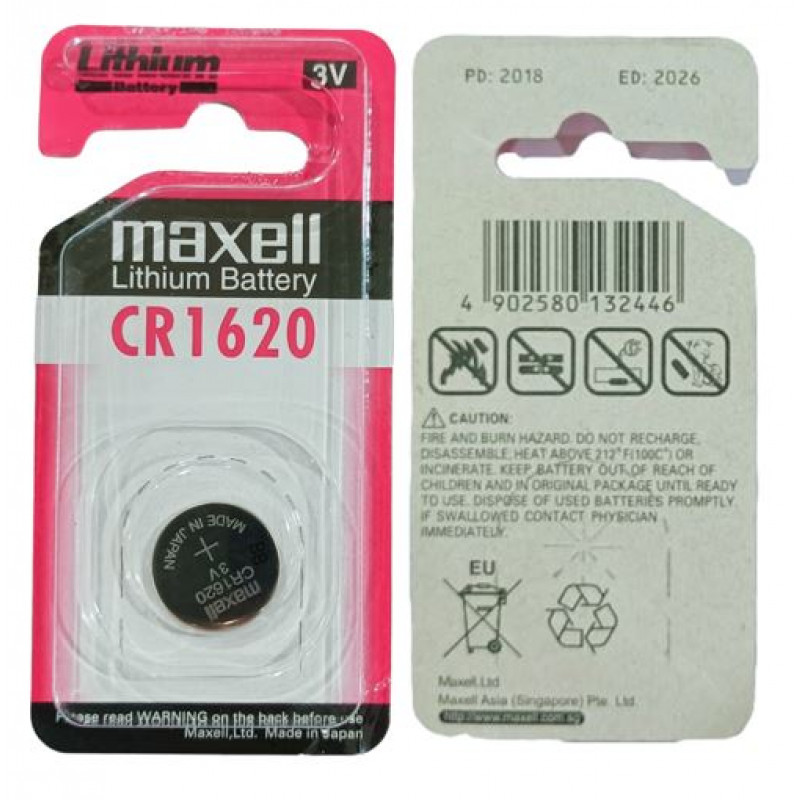 Lithium
Battery
3V
maxell
Lithium Battery
CR1620
MADE IN JAPAN
+
3V
CR1620
maxell
Please read WARNING on the back before use
Maxell,Ltd. Made in Japan
PD: 2018 ED: 2026
4 902580 132446
⚠CAUTION:
FIRE AND BURN HAZARD. DO NOT RECHARGE,
DISASSEMBLE, HEAT ABOVE 212°F(100C°) OR
INCINERATE. KEEP BATTERY OUT OF REACH OF
CHILDREN AND IN ORIGINAL PACKAGE UNTIL READY
TO USE. DISPOSE OF USED BATTERIES PROMPTLY.
IF SWALLOWED CONTACT PHYSICIAN
IMMEDIATELY.
EU
Maxell,Ltd
Maxell Asia (Singapore) Pte. Ltd.
http://www.maxell.com.sg